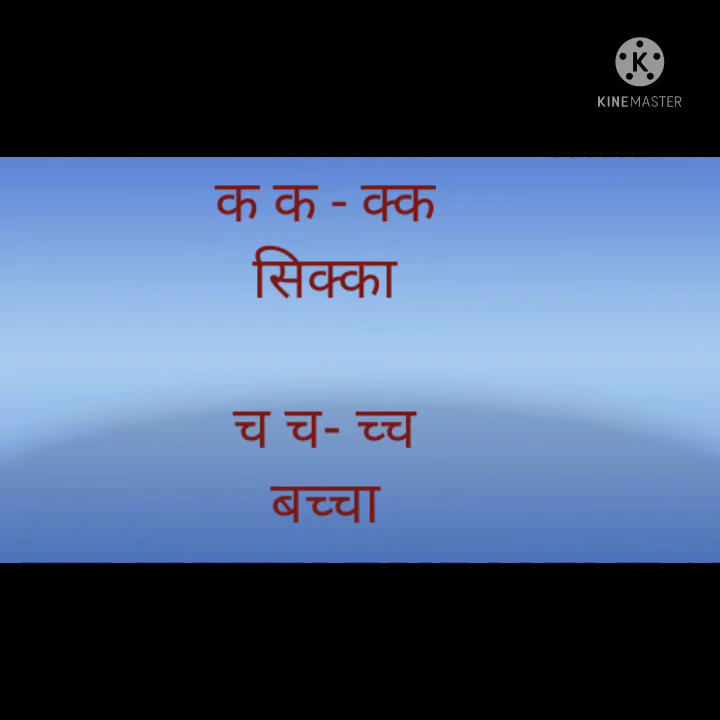 KINEMASTER
क क - क्क
सिक्का
च च- च्च
बच्चा